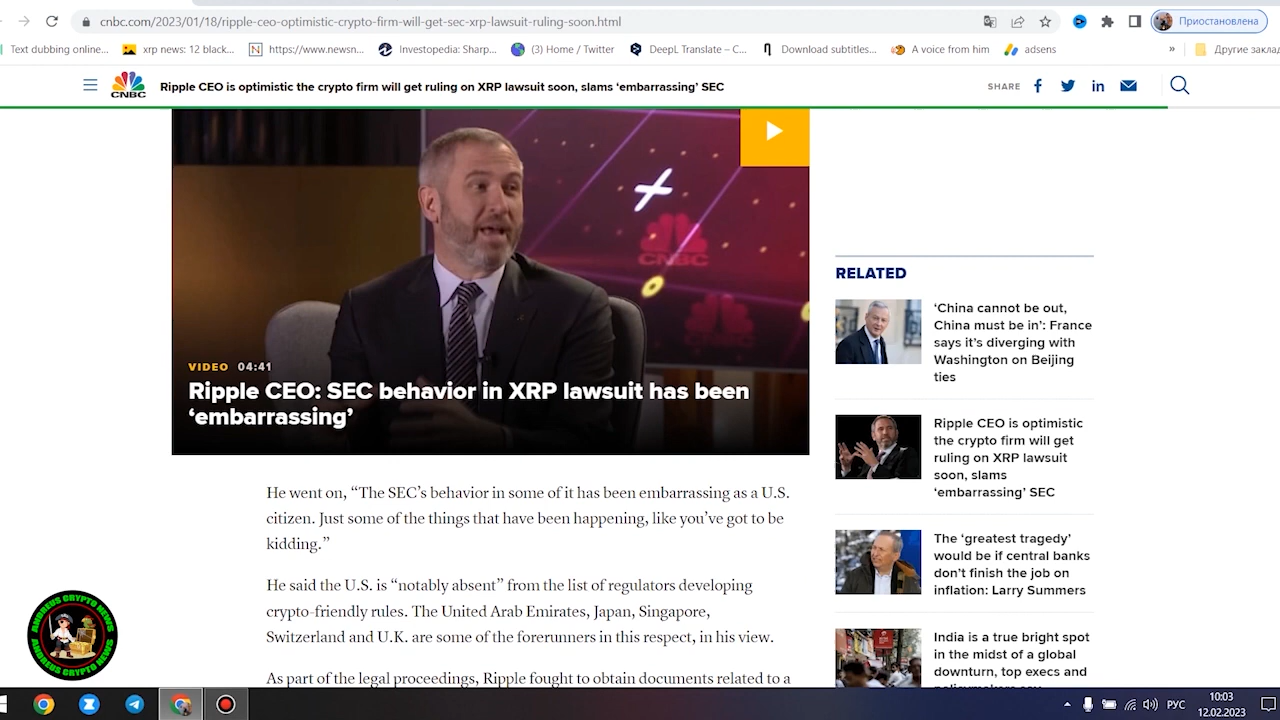 cnbc.com/2023/01/18/ripple-ceo-optimistic-crypto-firm-will-get-sec-xrp-lawsuit-ruling-soon.html
Приостановлена
Text dubbing online...
xrp news: 12 black...
https://www.newsn...
Investopedia: Sharp...
(3) Home / Twitter
DeepL Translate – C...
Download subtitles...
A voice from him
adsens
»
Другие закла
CNBC
Ripple CEO is optimistic the crypto firm will get ruling on XRP lawsuit soon, slams ‘embarrassing’ SEC
SHARE
CNBC
VIDEO 04:41
Ripple CEO: SEC behavior in XRP lawsuit has been
‘embarrassing’
He went on, “The SEC’s behavior in some of it has been embarrassing as a U.S.
citizen. Just some of the things that have been happening, like you’ve got to be
kidding.”
He said the U.S. is “notably absent” from the list of regulators developing
crypto-friendly rules. The United Arab Emirates, Japan, Singapore,
Switzerland and U.K. are some of the forerunners in this respect, in his view.
As part of the legal proceedings, Ripple fought to obtain documents related to a
RELATED
‘China cannot be out,
China must be in’: France
says it’s diverging with
Washington on Beijing
ties
Ripple CEO is optimistic
the crypto firm will get
ruling on XRP lawsuit
soon, slams
‘embarrassing’ SEC
The ‘greatest tragedy’
would be if central banks
don’t finish the job on
inflation: Larry Summers
India is a true bright spot
in the midst of a global
downturn, top execs and
policymakers say
ANDREUS CRYPTO NEWS
ANDREUS CRYPTO NEWS
РУС
10:03
12.02.2023